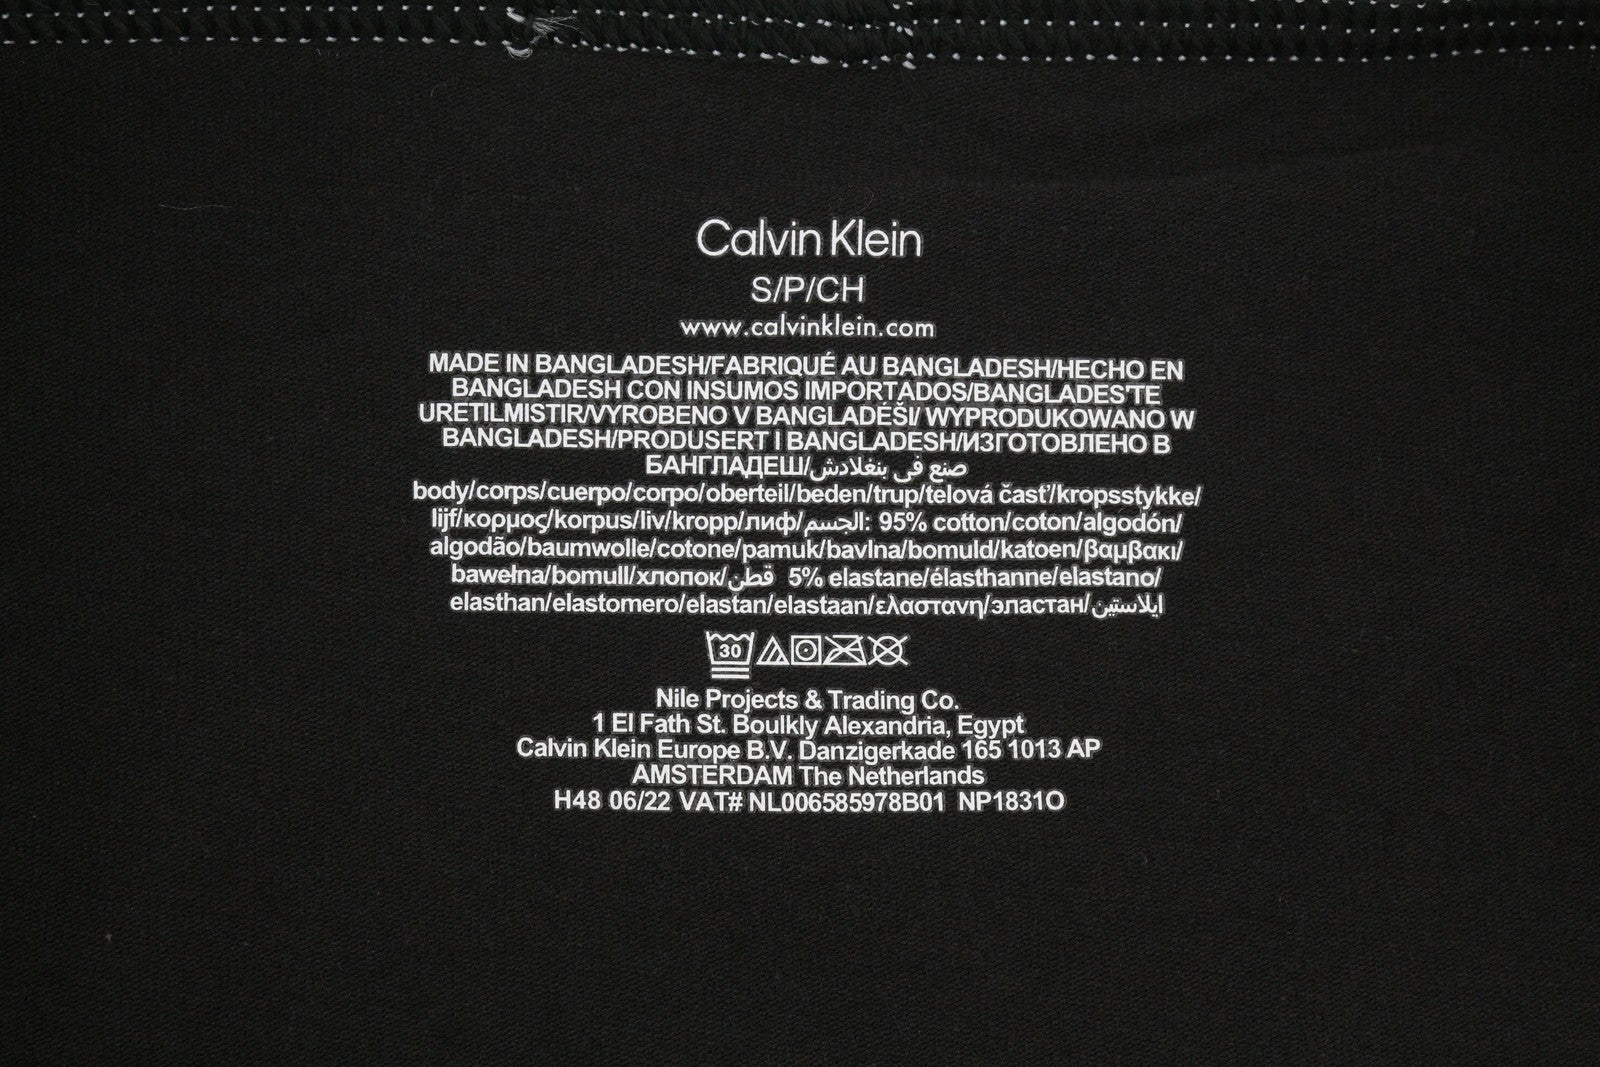 Calvin Klein
S/P/CH
www.calvinklein.com
MADE IN BANGLADESH/FABRIQUÉ AU BANGLADESH/HECHO EN
BANGLADESH CON INSUMOS IMPORTADOS/BANGLADES'TE
URETILMISTIR/VYROBENO V BANGLADÉŠI/ WYPRODUKOWANO W
BANGLADESH/PRODUSERT I BANGLADESH/ИЗГОТОВЛЕНО В
БАНГЛАДЕШ/صنع في بنغلادش
body/corps/cuerpo/corpo/oberteil/beden/trup/telová časť/kropsstykke/
lijf/κορμος/korpus/liv/kropp/лиф/الجسم: 95% cotton/coton/algodón/
algodão/baumwolle/cotone/pamuk/bavlna/bomuld/katoen/βαμβακι/
bawełna/bomull/хлопок/قطن 5% elastane/élasthanne/elastano/
elasthan/elastomero/elastan/elastaan/ελαστανη/эластан/ايلاستين
30
Nile Projects & Trading Co.
1 El Fath St. Boulkly Alexandria, Egypt
Calvin Klein Europe B.V. Danzigerkade 165 1013 AP
AMSTERDAM The Netherlands
H48 06/22 VAT# NL006585978B01 NP1831O